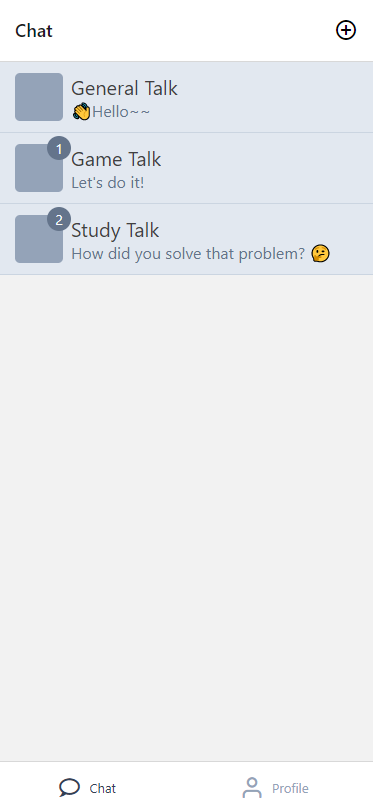 Chat
General Talk
👏Hello~~
1
Game Talk
Let's do it!
2
Study Talk
How did you solve that problem? 🤔
Chat
Profile